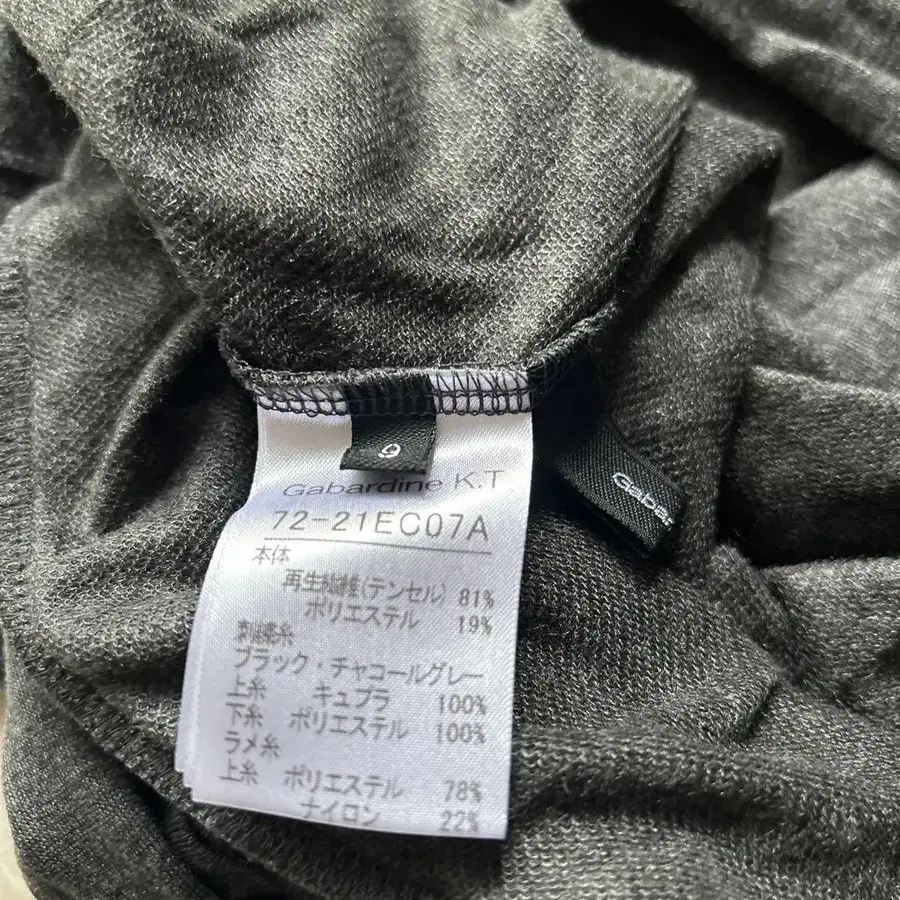 9
Gabardine K.T
Gabar
72-21EC07A
本体
再生繊維(テンセル) 81%
ポリエステル 19%
刺繍糸
ブラック・チャコールグレー
上糸 キュプラ 100%
下糸 ポリエステル 100%
ラメ糸
上糸 ポリエステル 78%
ナイロン 22%